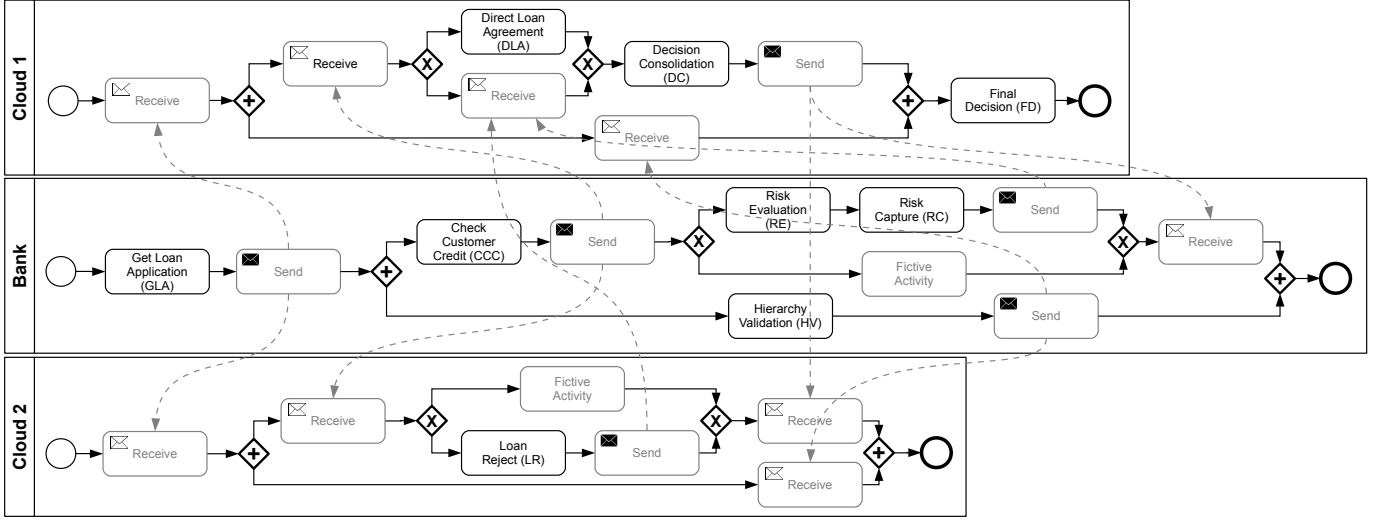 Cloud 1
Receive
Receive
X
Direct Loan
Agreement
(DLA)
Receive
X
Decision
Consolidation
(DC)
Send
Receive
Final
Decision (FD)
Bank
Get Loan
Application
(GLA)
Send
Check
Customer
Credit (CCC)
Send
X
Risk
Evaluation
(RE)
Risk
Capture (RC)
Send
Fictive
Activity
X
Receive
Hierarchy
Validation (HV)
Send
Cloud 2
Receive
Receive
X
Fictive
Activity
Loan
Reject (LR)
Send
X
Receive
Receive